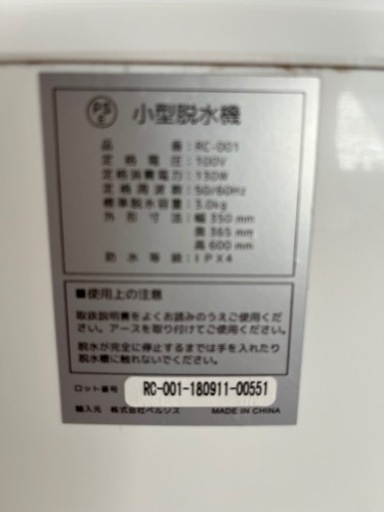 PS E 小型脱水機
品番：RC-001
定格電圧：100V
定格消費電力：130W
定格周波数：50/60Hz
標準脱水容量：3.0kg
外形寸法：幅 350 mm
奥 365 mm
高 600 mm
防水等級：IPX4
■使用上の注意
取扱説明書をよくお読みのうえご使用ください。
アースを取り付けてご使用ください。
脱水が完全に停止するまでは手を入れたり
脱水槽に触れないでください。
ロット番号 RC-001-180911-00551
輸入元 株式会社ベルソス MADE IN CHINA